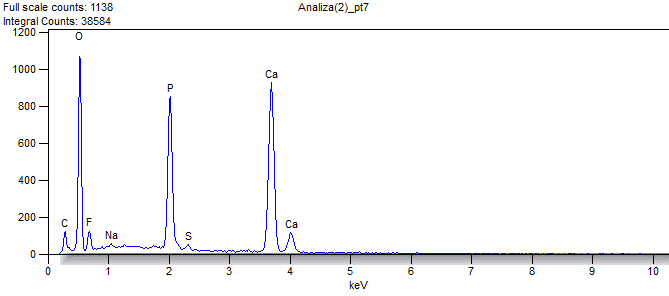 Full scale counts: 1138
Analiza(2)_pt7
Integral Counts: 38584
1200
1000
800
600
400
200
0
O
P
Ca
C
F
Na
S
Ca
0 1 2 3 4 5 6 7 8 9 10
keV